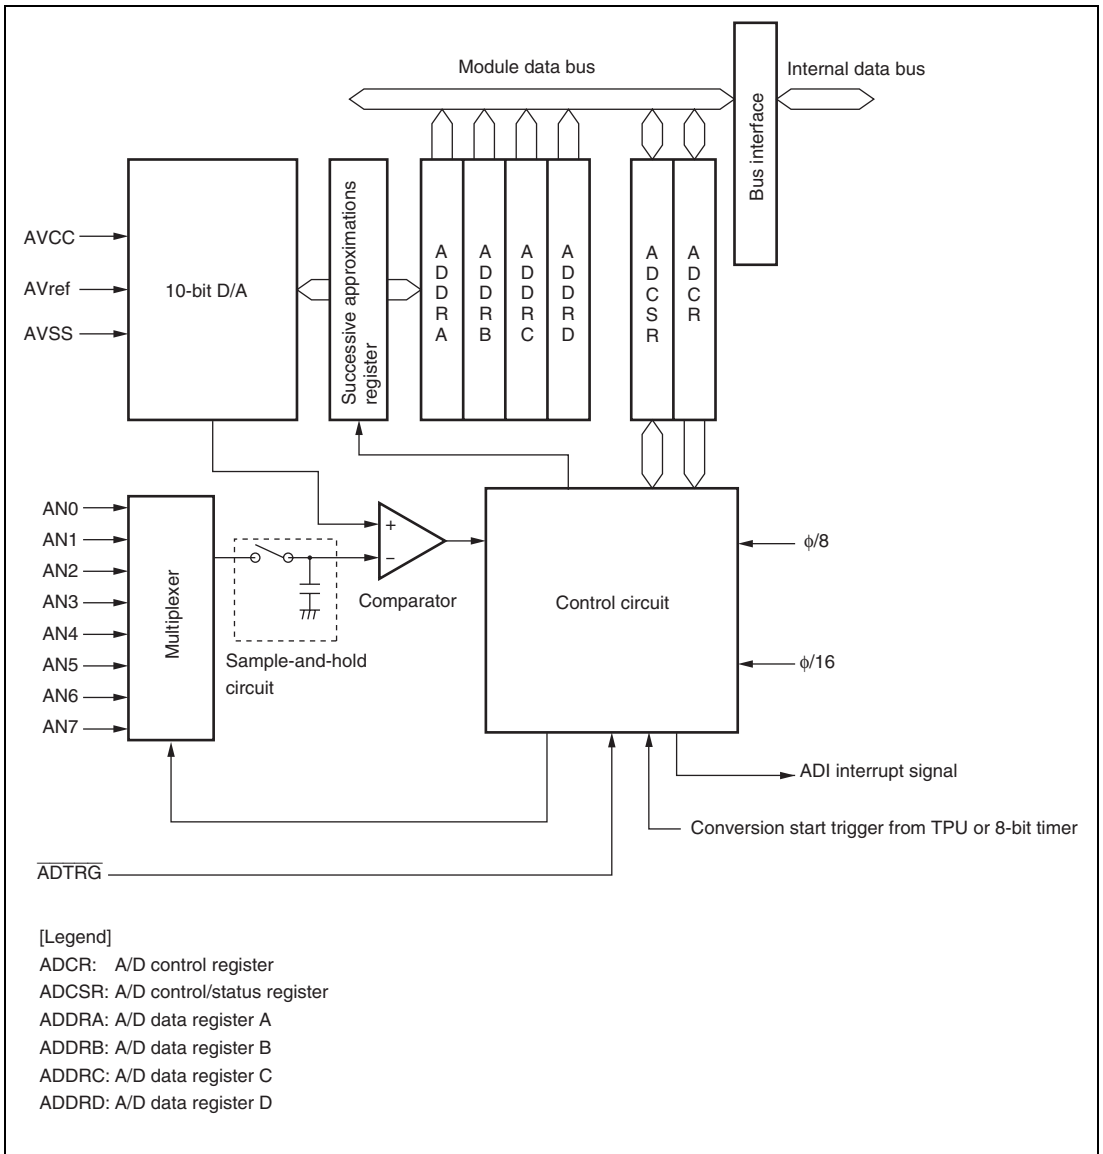 Module data bus
Internal data bus
Bus interface
AVCC
AVref
AVSS
10-bit D/A
Successive approximations
register
ADDRA
ADDRB
ADDRC
ADDRD
ADCSR
ADCR
AN0
AN1
AN2
AN3
AN4
AN5
AN6
AN7
Multiplexer
+
−
Comparator
Sample-and-hold
circuit
Control circuit
ϕ/8
ϕ/16
ADI interrupt signal
Conversion start trigger from TPU or 8-bit timer
ADTRG
[Legend]
ADCR: A/D control register
ADCSR: A/D control/status register
ADDRA: A/D data register A
ADDRB: A/D data register B
ADDRC: A/D data register C
ADDRD: A/D data register D